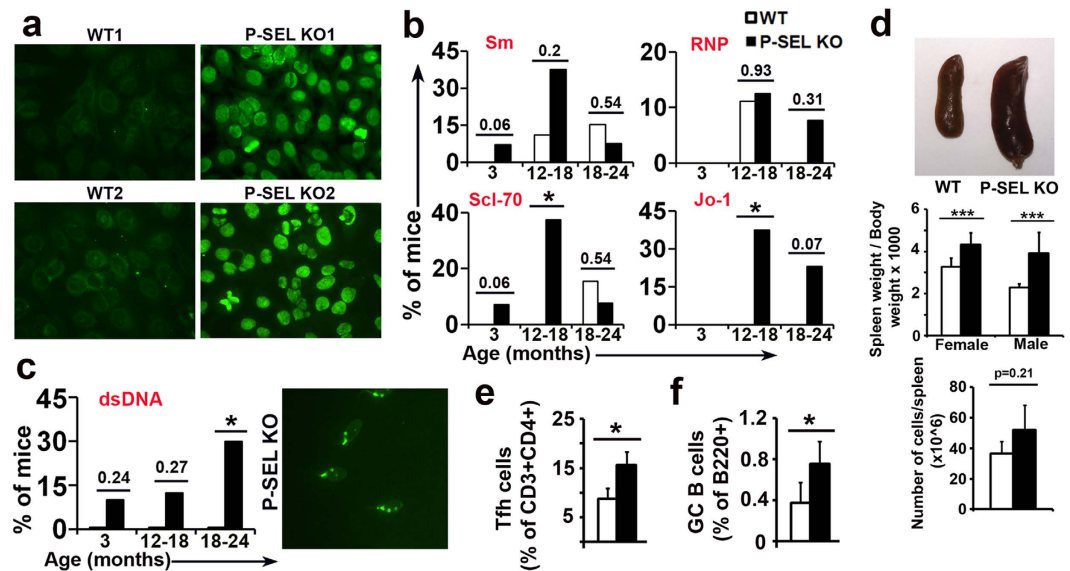 a
WT1
P-SEL KO1
WT2
P-SEL KO2
b
WT
P-SEL KO
% of mice
Sm
45
30
15
0
0.06
0.2
0.54
3
12-18
18-24
RNP
20
15
10
5
0
0.93
0.31
3
12-18
18-24
Scl-70
40
20
0
0.06
*
0.54
3
12-18
18-24
Jo-1
45
30
15
0
*
0.07
3
12-18
18-24
Age (months)
c
dsDNA
% of mice
45
30
15
0
0.24
0.27
*
3
12-18
18-24
Age (months)
P-SEL KO
d
WT
P-SEL KO
Spleen weight / Body
weight x 1000
6
4
2
0
***
***
Female
Male
Number of cells/spleen
(x10^6)
80
60
40
20
0
p=0.21
e
Tfh cells
(% of CD3+CD4+)
25
15
5
*
f
GC B cells
(% of B220+)
1.2
0.8
0.4
0
*